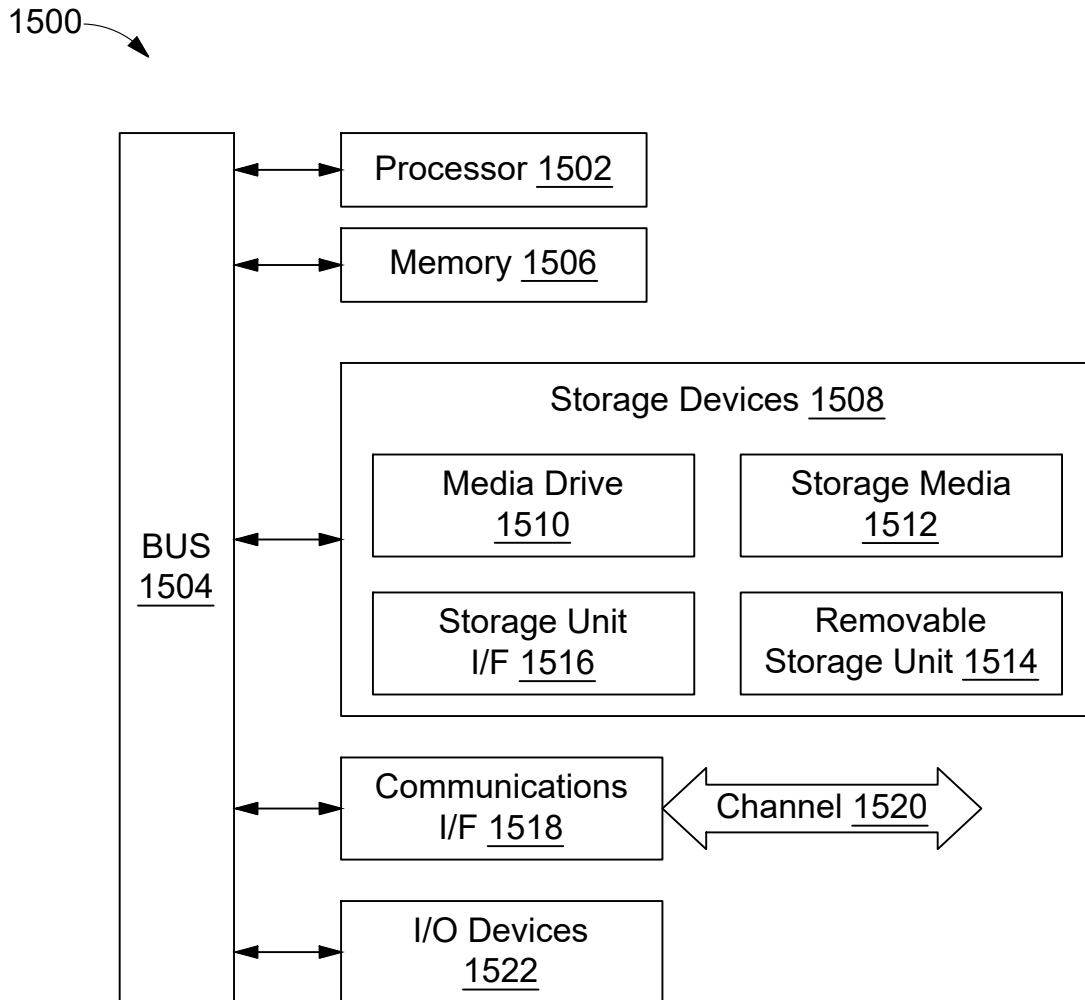 1500
Processor 1502
Memory 1506
Storage Devices 1508
Media Drive
1510
Storage Media
1512
BUS
1504
Storage Unit
I/F 1516
Removable
Storage Unit 1514
Communications
I/F 1518
Channel 1520
I/O Devices
1522